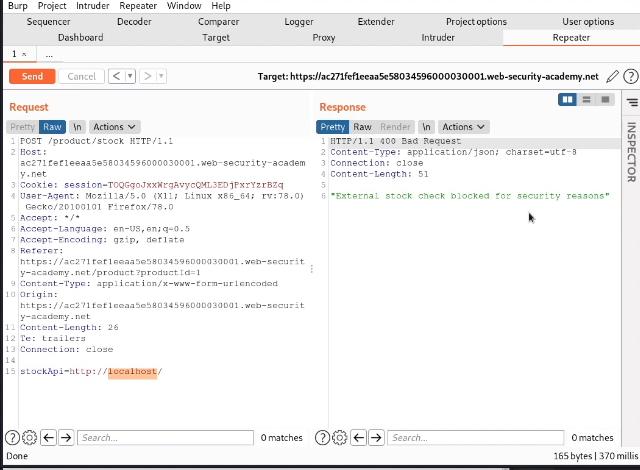 Burp Project Intruder Repeater Window Help
Sequencer Decoder Comparer Logger Extender Project options User options
Dashboard Target Proxy Intruder Repeater
1 × ...
Send Cancel < > Target: https://ac271fef1eeaa5e58034596000030001.web-security-academy.net
Request
Pretty Raw \n Actions
1 POST /product/stock HTTP/1.1
2 Host:
ac271fef1eeaa5e58034596000030001.web-security-academ
y.net
3 Cookie: session=TOQGgoJxxWrgAvycQML3EDjPxrYzrBZq
4 User-Agent: Mozilla/5.0 (X11; Linux x86_64; rv:78.0)
Gecko/20100101 Firefox/78.0
5 Accept: */*
6 Accept-Language: en-US,en;q=0.5
7 Accept-Encoding: gzip, deflate
8 Referer:
https://ac271fef1eeaa5e58034596000030001.web-securit
y-academy.net/product?productId=1
9 Content-Type: application/x-www-form-urlencoded
10 Origin:
https://ac271fef1eeaa5e58034596000030001.web-securit
y-academy.net
11 Content-Length: 26
12 Te: trailers
13 Connection: close
14
15 stockApi=http://localhost/
Search... 0 matches
Response
Pretty Raw Render \n Actions
1 HTTP/1.1 400 Bad Request
2 Content-Type: application/json; charset=utf-8
3 Connection: close
4 Content-Length: 51
5
6 "External stock check blocked for security reasons"
Search... 0 matches
INSPECTOR
Done 165 bytes | 370 millis